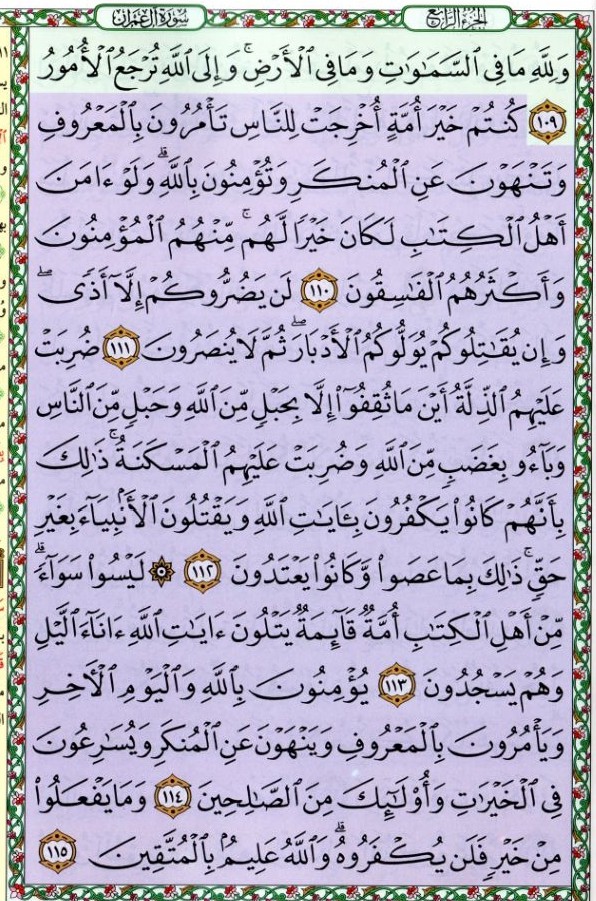 الجزء الرابع
سورة آل عمران
وَلِلَّهِ مَا فِي ٱلسَّمَٰوَٰتِ وَمَا فِي ٱلْأَرْضِ ۚ وَإِلَى ٱللَّهِ تُرْجَعُ ٱلْأُمُورُ
۝١٠٩ كُنتُمْ خَيْرَ أُمَّةٍ أُخْرِجَتْ لِلنَّاسِ تَأْمُرُونَ بِٱلْمَعْرُوفِ
وَتَنْهَوْنَ عَنِ ٱلْمُنكَرِ وَتُؤْمِنُونَ بِٱللَّهِ ۗ وَلَوْ ءَامَنَ
أَهْلُ ٱلْكِتَٰبِ لَكَانَ خَيْرًا لَّهُم ۚ مِّنْهُمُ ٱلْمُؤْمِنُونَ
وَأَكْثَرُهُمُ ٱلْفَٰسِقُونَ ۝١١٠ لَن يَضُرُّوكُمْ إِلَّآ أَذًى ۖ
وَإِن يُقَٰتِلُوكُمْ يُوَلُّوكُمُ ٱلْأَدْبَارَ ۖ ثُمَّ لَا يُنصَرُونَ ۝١١١ ضُرِبَتْ
عَلَيْهِمُ ٱلذِّلَّةُ أَيْنَ مَا ثُقِفُوٓا۟ إِلَّا بِحَبْلٍ مِّنَ ٱللَّهِ وَحَبْلٍ مِّنَ ٱلنَّاسِ
وَبَآءُو بِغَضَبٍ مِّنَ ٱللَّهِ وَضُرِبَتْ عَلَيْهِمُ ٱلْمَسْكَنَةُ ۚ ذَٰلِكَ
بِأَنَّهُمْ كَانُوا۟ يَكْفُرُونَ بِـَٔايَٰتِ ٱللَّهِ وَيَقْتُلُونَ ٱلْأَنۢبِيَآءَ بِغَيْرِ
حَقٍّ ۚ ذَٰلِكَ بِمَا عَصَوا۟ وَّكَانُوا۟ يَعْتَدُونَ ۝١١٢ ۞ لَيْسُوا۟ سَوَآءً ۗ
مِّنْ أَهْلِ ٱلْكِتَٰبِ أُمَّةٌ قَآئِمَةٌ يَتْلُونَ ءَايَٰتِ ٱللَّهِ ءَانَآءَ ٱلَّيْلِ
وَهُمْ يَسْجُدُونَ ۝١١٣ يُؤْمِنُونَ بِٱللَّهِ وَٱلْيَوْمِ ٱلْءَاخِرِ
وَيَأْمُرُونَ بِٱلْمَعْرُوفِ وَيَنْهَوْنَ عَنِ ٱلْمُنكَرِ وَيُسَٰرِعُونَ
فِي ٱلْخَيْرَٰتِ وَأُو۟لَٰٓئِكَ مِنَ ٱلصَّٰلِحِينَ ۝١١٤ وَمَا يَفْعَلُوا۟
مِنْ خَيْرٍ فَلَن يُكْفَرُوهُ ۗ وَٱللَّهُ عَلِيمٌۢ بِٱلْمُتَّقِينَ ۝١١٥